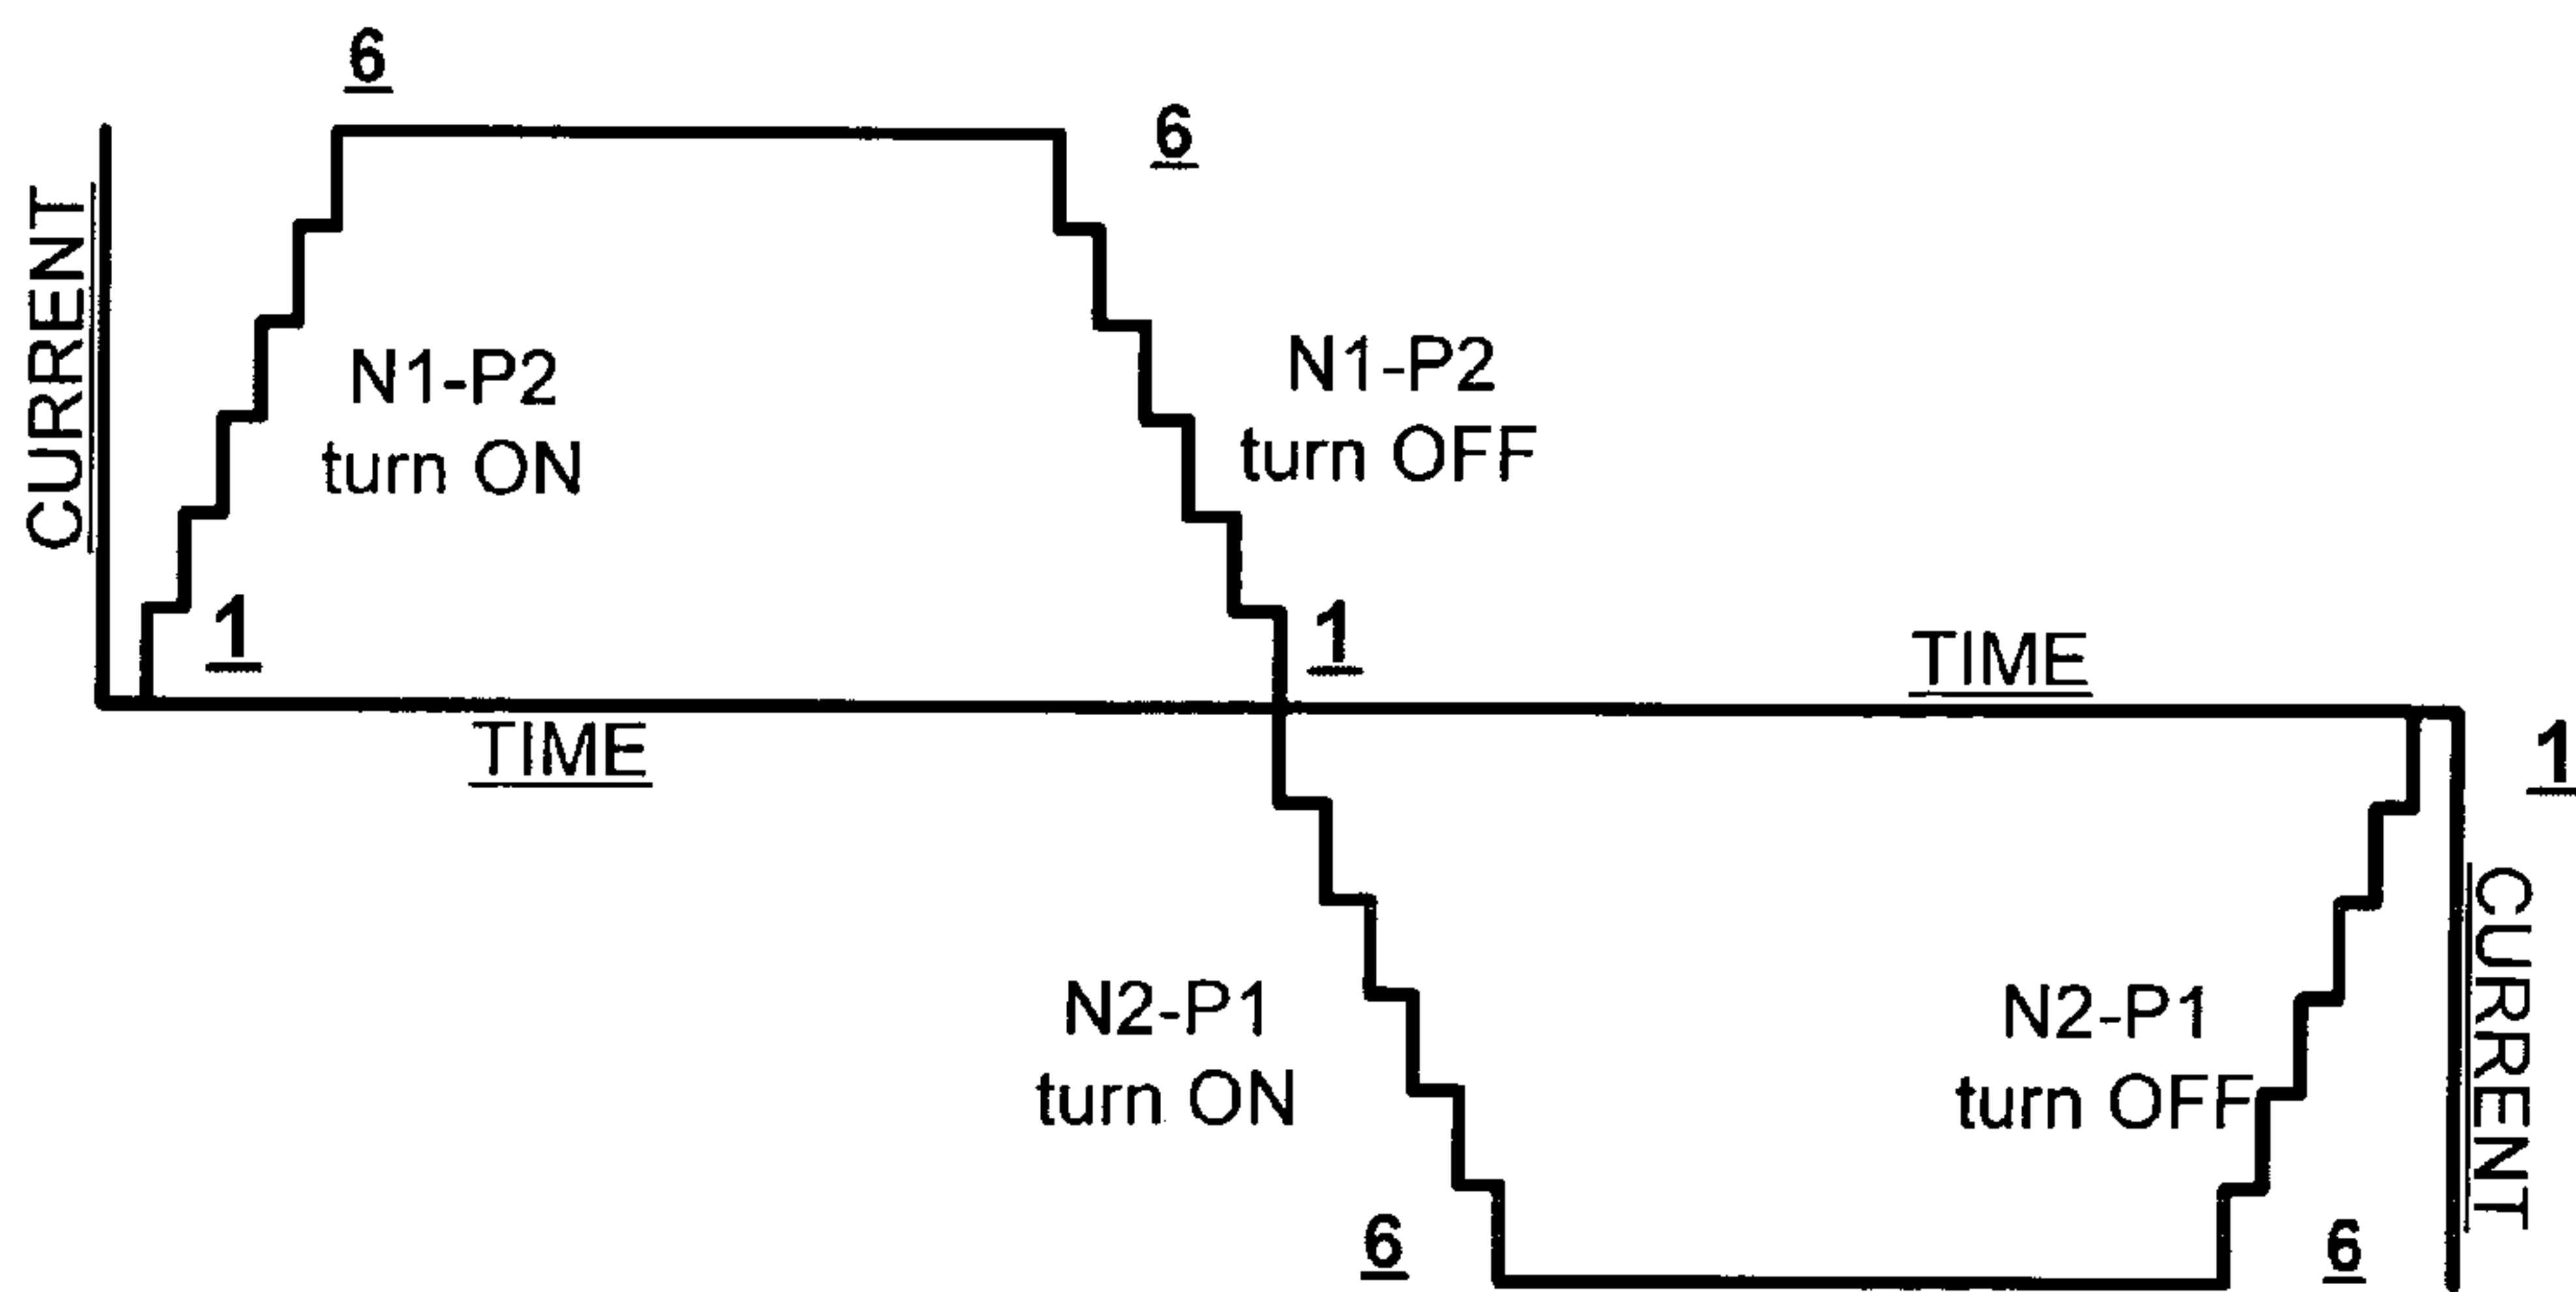 6
6
CURRENT
N1-P2
turn ON
N1-P2
turn OFF
1
1
TIME
TIME
1
CURRENT
N2-P1
turn ON
N2-P1
turn OFF
6
6